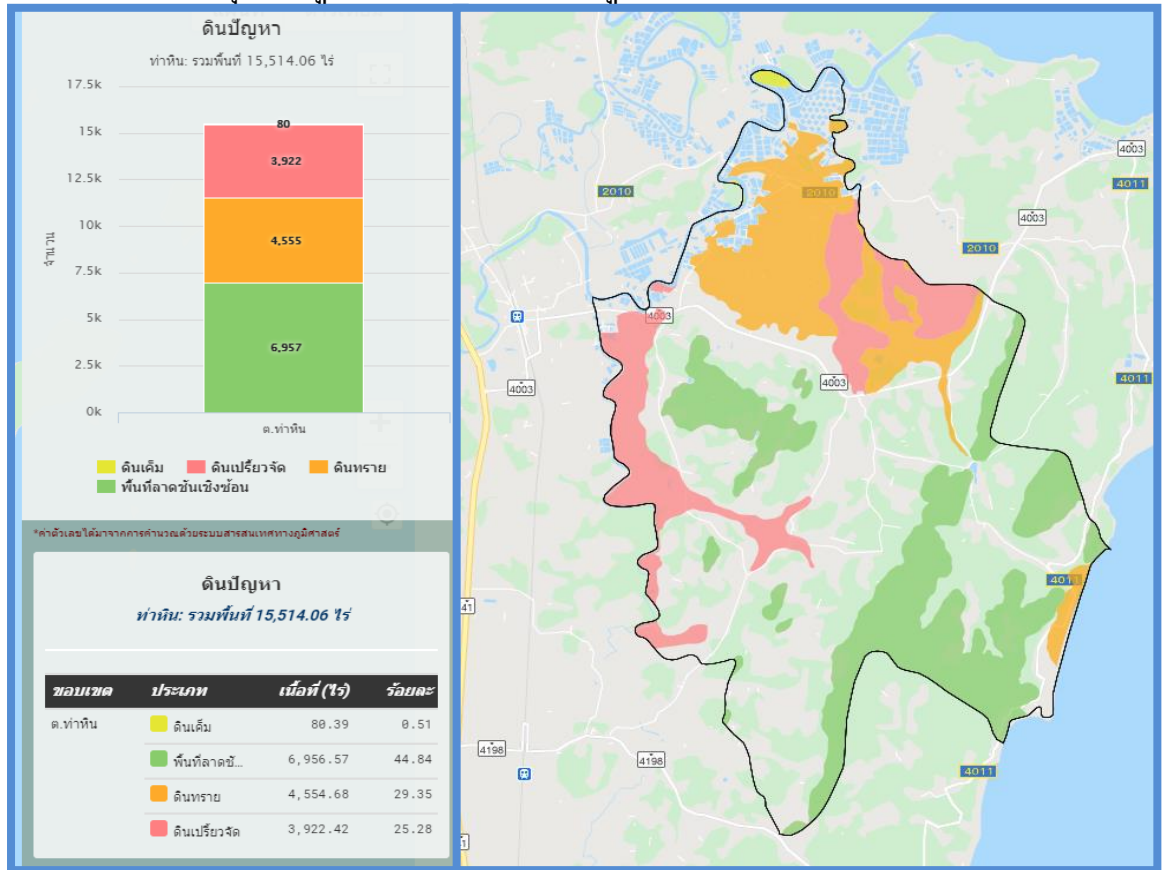 ดินปัญหา
ท่าหิน: รวมพื้นที่ 15,514.06 ไร่
17.5k
15k
12.5k
10k
7.5k
5k
2.5k
0k
จำนวน
80
3,922
4,555
6,957
ต.ท่าหิน
ดินเค็ม ดินเปรี้ยวจัด ดินทราย
พื้นที่ลาดชันเชิงซ้อน
*ค่าตัวเลขได้มาจากการคำนวณด้วยระบบสารสนเทศทางภูมิศาสตร์
ดินปัญหา
ท่าหิน: รวมพื้นที่ 15,514.06 ไร่
ขอบเขต ประเภท เนื้อที่ (ไร่) ร้อยละ
ต.ท่าหิน ดินเค็ม 80.39 0.51
พื้นที่ลาดชั... 6,956.57 44.84
ดินทราย 4,554.68 29.35
ดินเปรี้ยวจัด 3,922.42 25.28
4003
4011
2010
2010
4003
2010
4003
4003
4003
4011
4011
41
4198
4198
4011